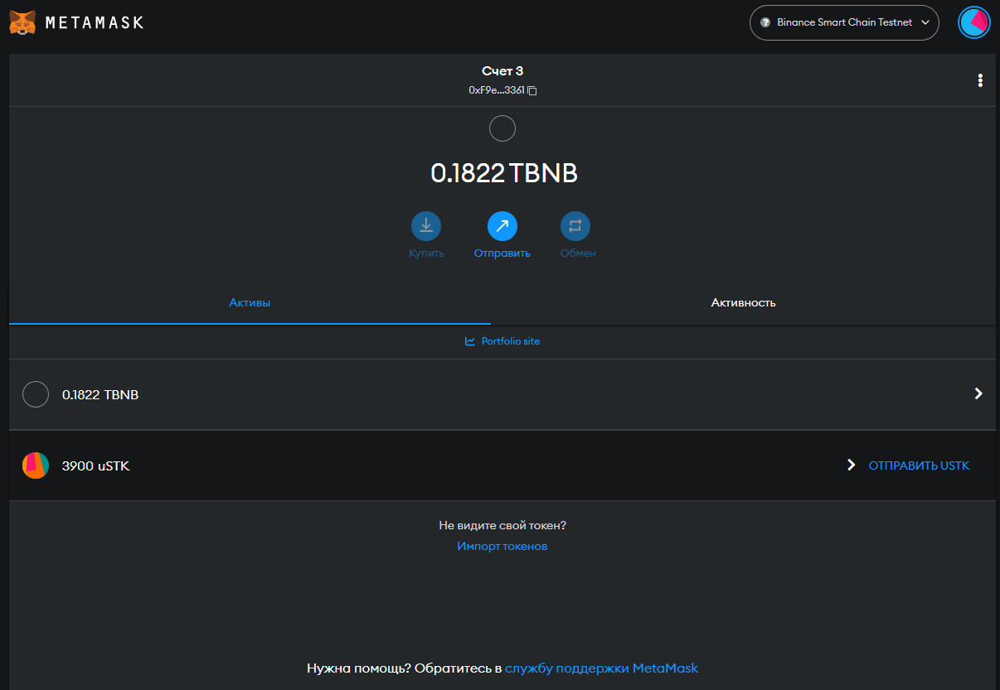 METAMASK
Binance Smart Chain Testnet
Счет 3
0xF9e...3361
0.1822 TBNB
Купить
Отправить
Обмен
Активы
Активность
Portfolio site
0.1822 TBNB
3900 uSTK
ОТПРАВИТЬ USTK
Не видите свой токен?
Импорт токенов
Нужна помощь? Обратитесь в службу поддержки MetaMask